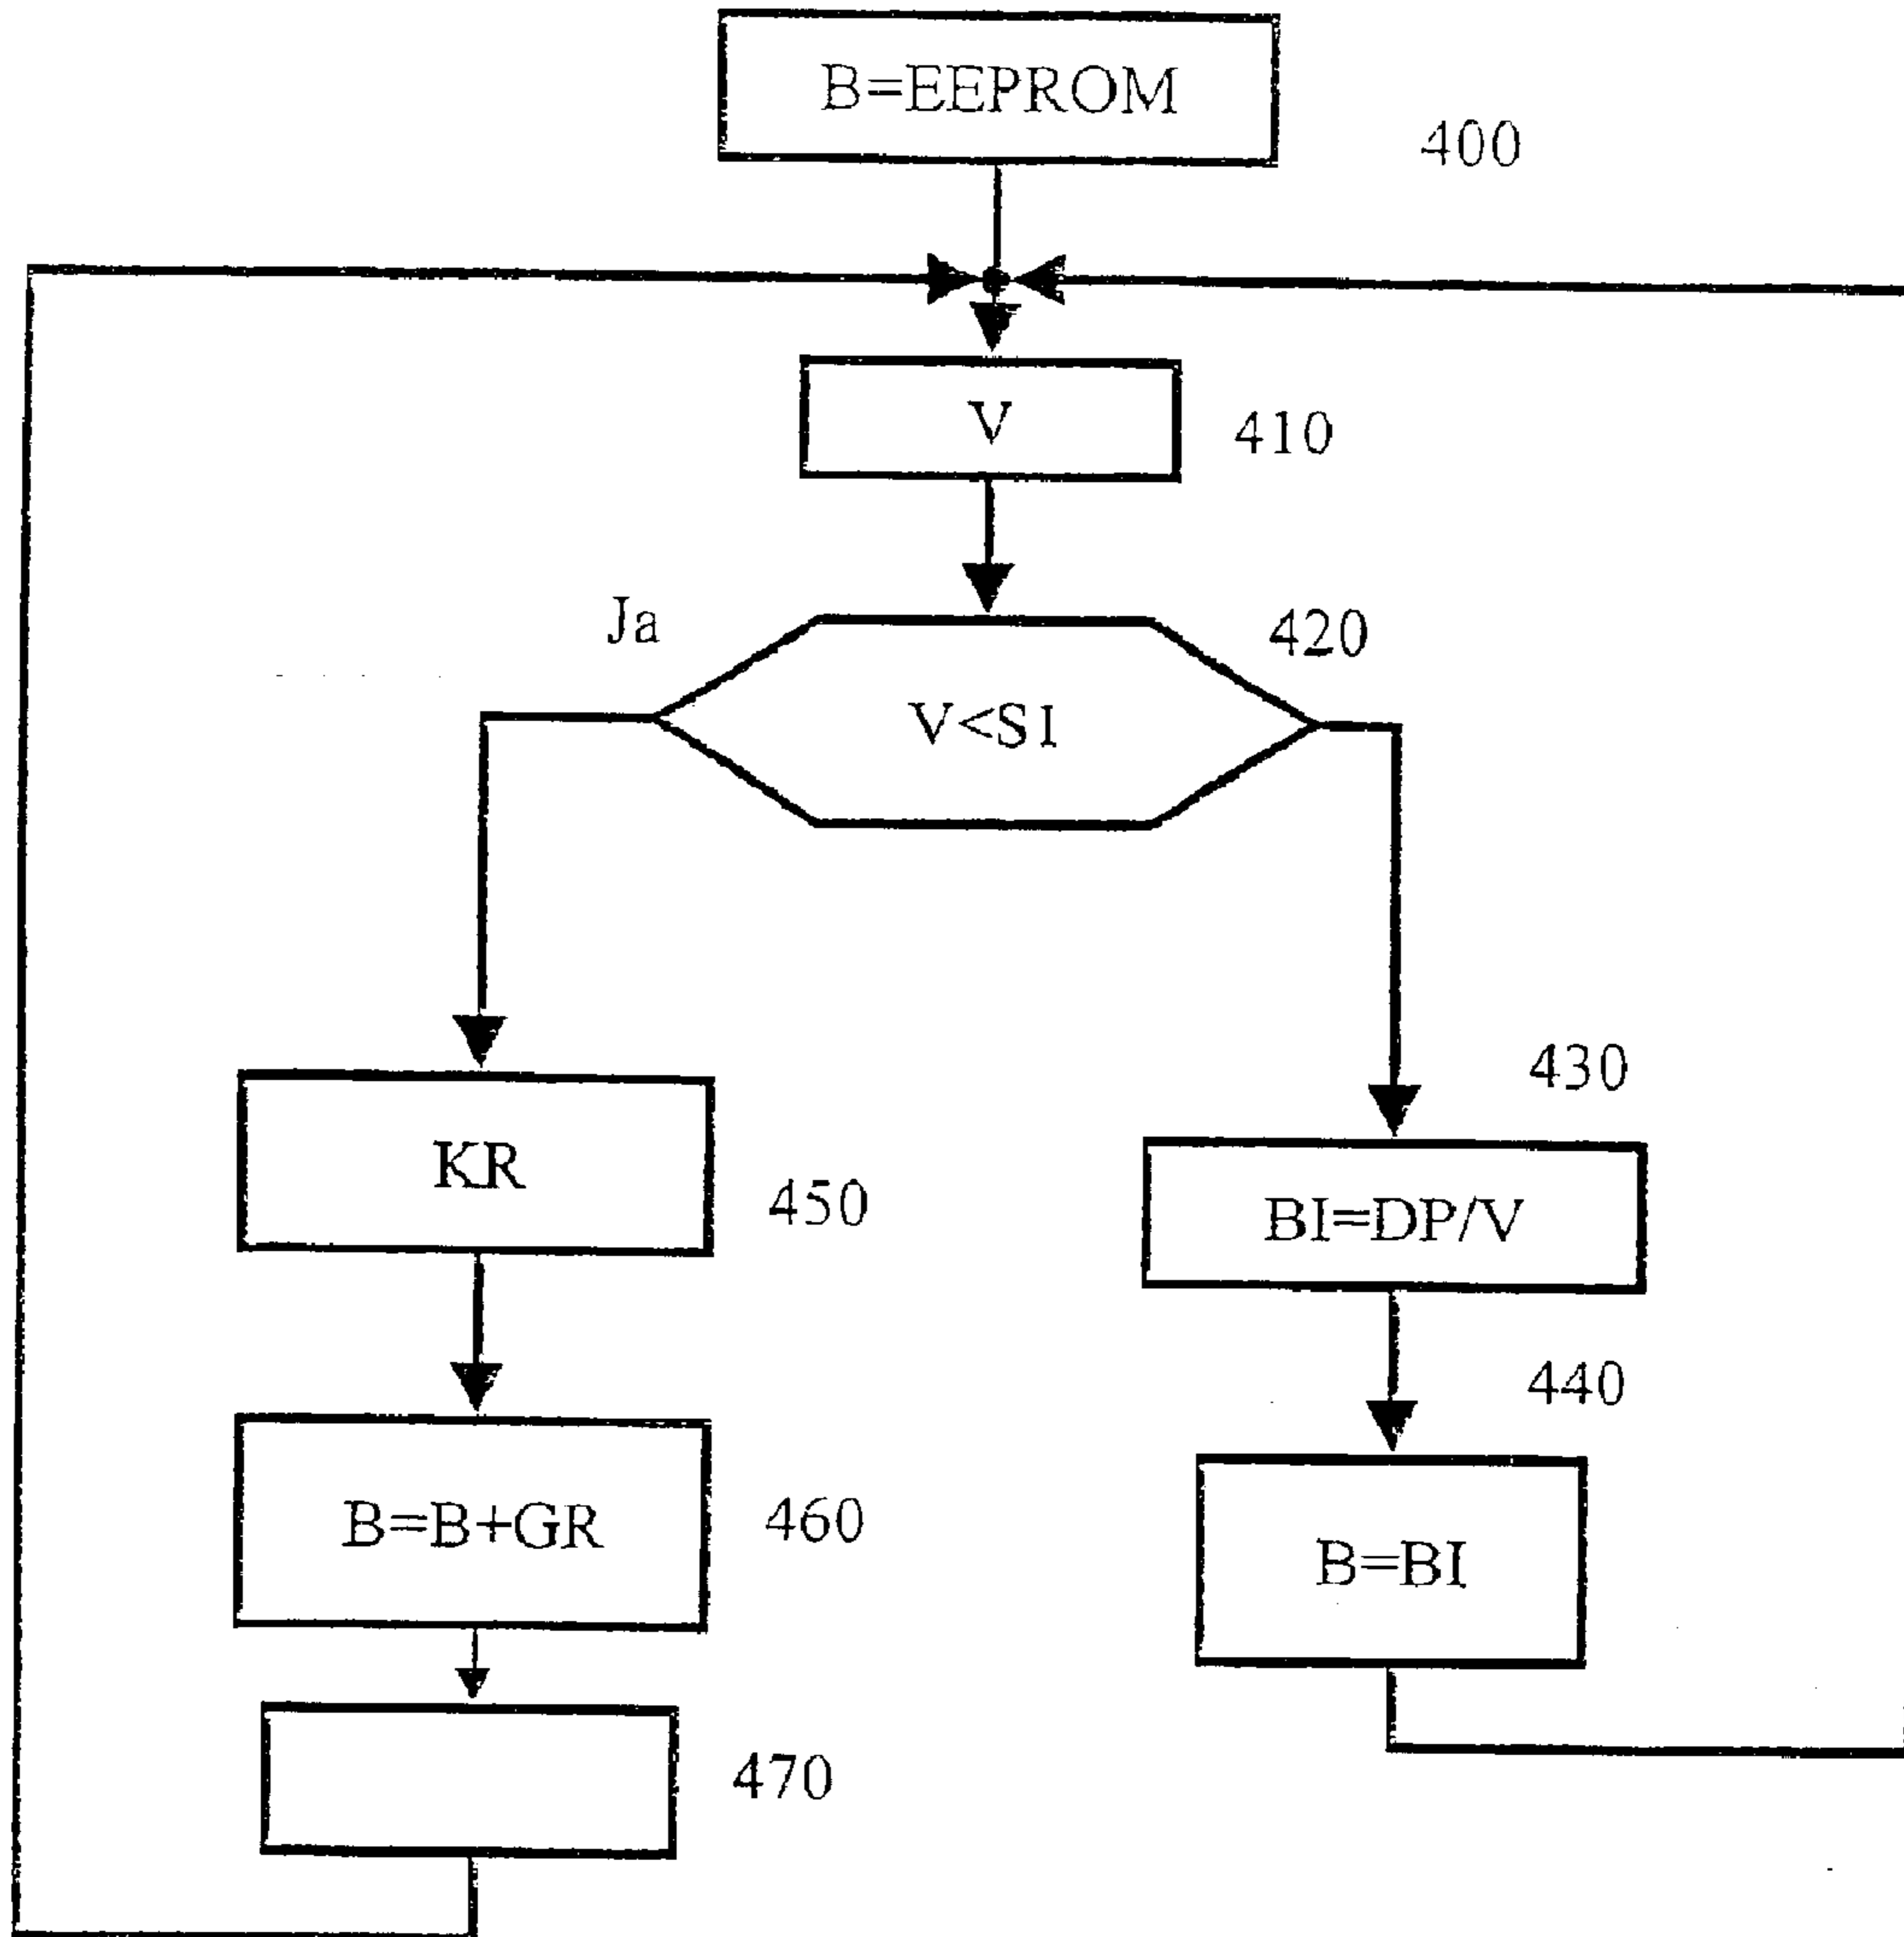 B=EEPROM
400
V
410
Ja
420
V<S1
430
KR
450
BI=DP/V
440
B=B+GR
460
B=BI
470